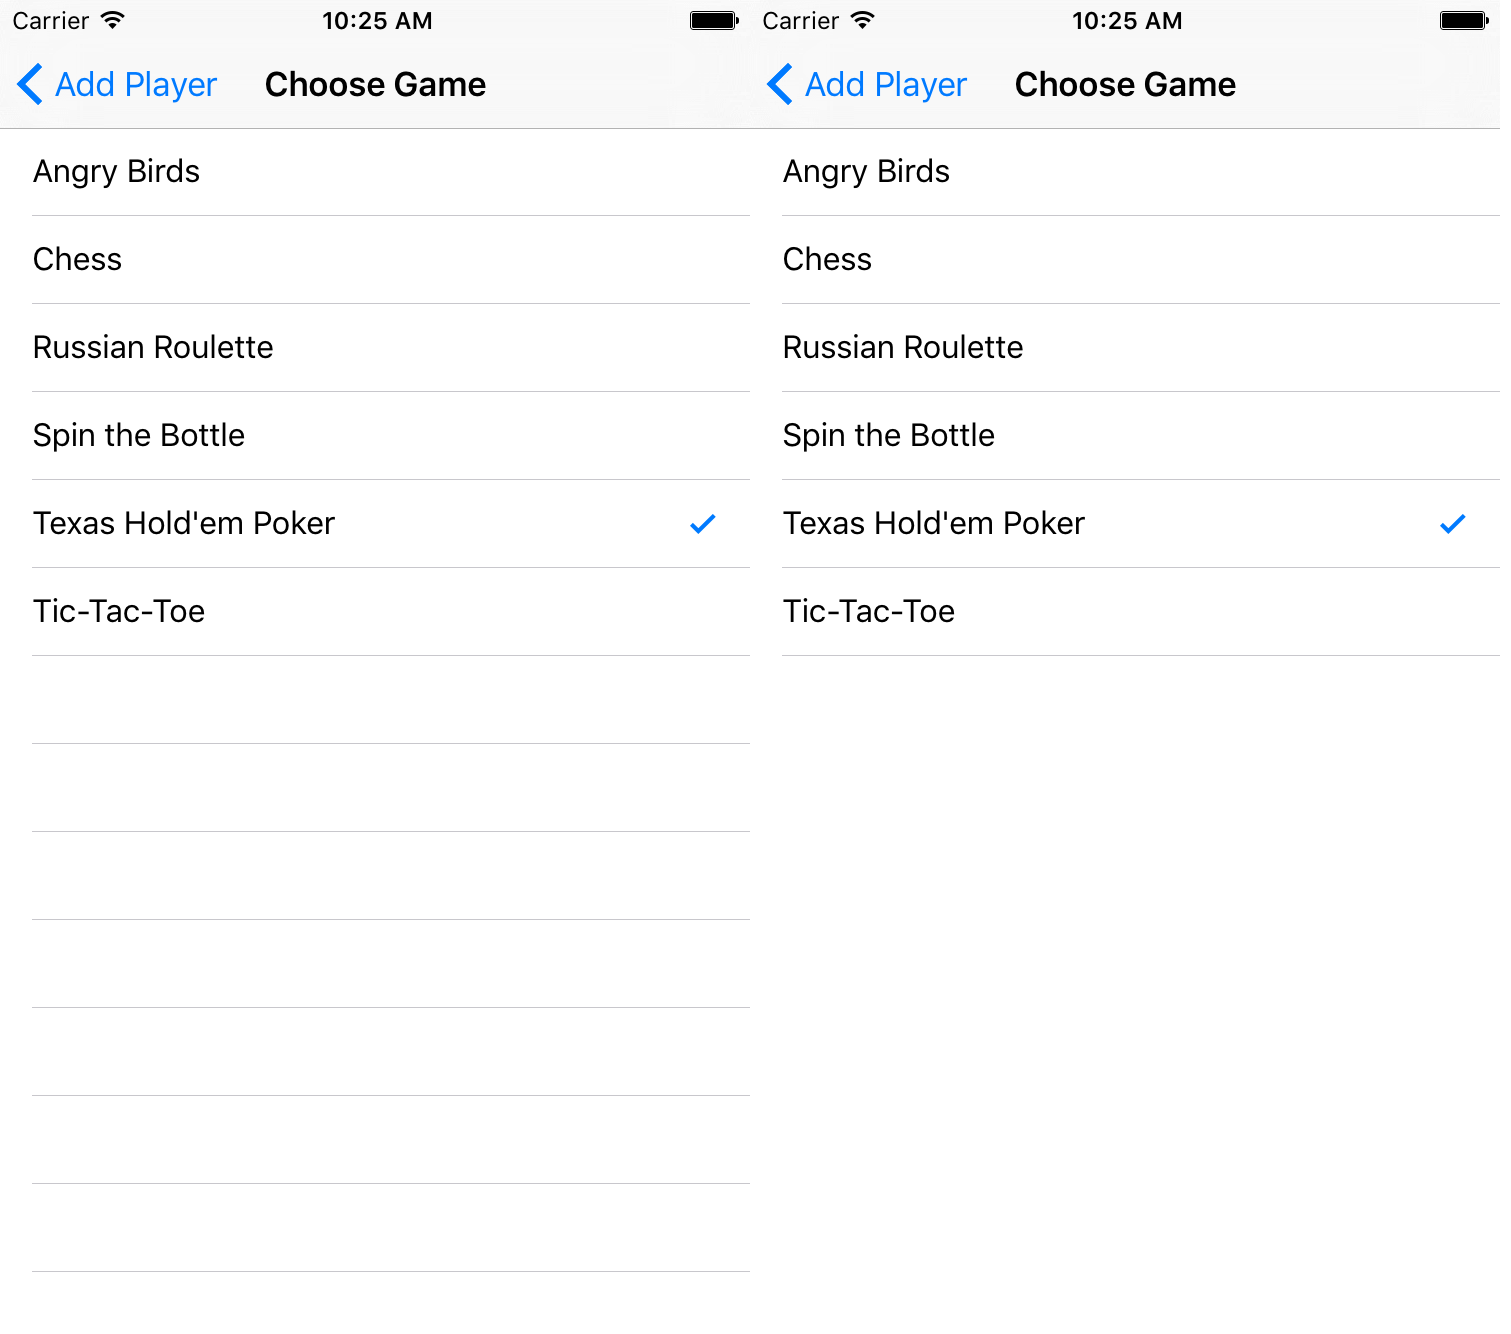 Carrier 10:25 AM
Add Player Choose Game
Angry Birds
Chess
Russian Roulette
Spin the Bottle
Texas Hold'em Poker
Tic-Tac-Toe
Carrier 10:25 AM
Add Player Choose Game
Angry Birds
Chess
Russian Roulette
Spin the Bottle
Texas Hold'em Poker
Tic-Tac-Toe